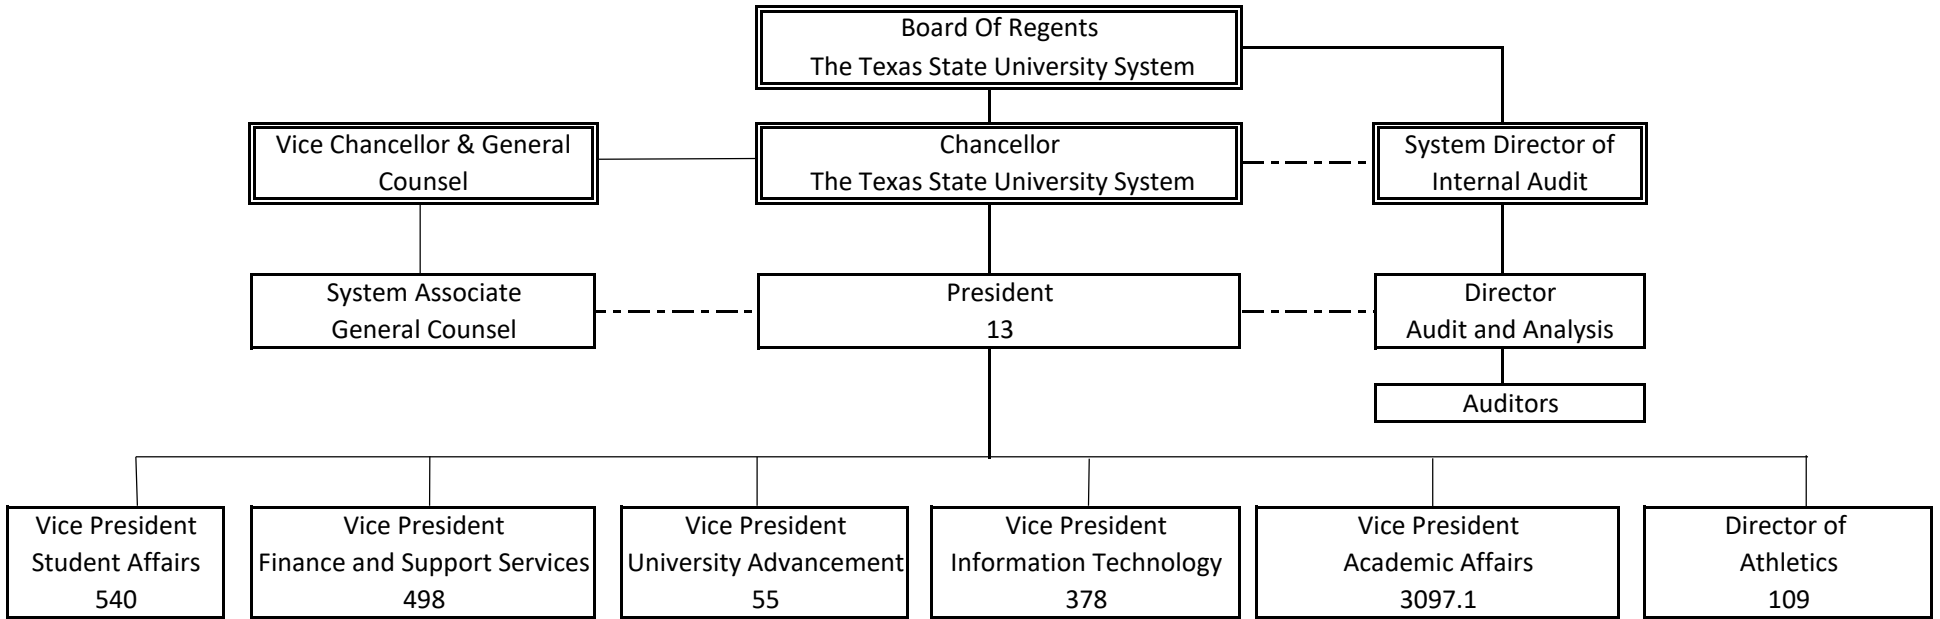 Board Of Regents
The Texas State University System
Vice Chancellor & General
Counsel
Chancellor
The Texas State University System
System Director of
Internal Audit
System Associate
General Counsel
President
13
Director
Audit and Analysis
Auditors
Vice President
Student Affairs
540
Vice President
Finance and Support Services
498
Vice President
University Advancement
55
Vice President
Information Technology
378
Vice President
Academic Affairs
3097.1
Director of
Athletics
109